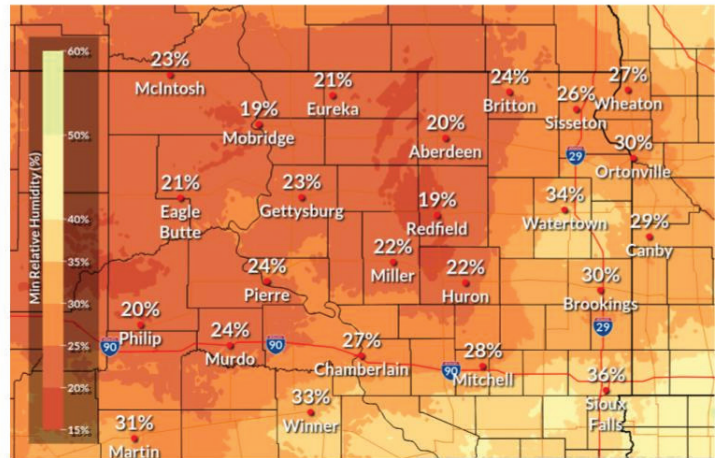 Min Relative Humidity (%)
60%
50%
40%
35%
30%
25%
20%
15%
23%
McIntosh
21%
Eureka
24%
Britton
26%
Sisseton
27%
Wheaton
19%
Mobridge
20%
Aberdeen
29
30%
Ortonville
21%
Eagle
Butte
23%
Gettysburg
19%
Redfield
34%
Watertown
29%
Canby
24%
Pierre
22%
Miller
22%
Huron
30%
Brookings
20%
Philip
90
24%
Murdo
90
27%
Chamberlain
90
28%
Mitchell
29
36%
Sioux
Falls
33%
Winner
31%
Martin